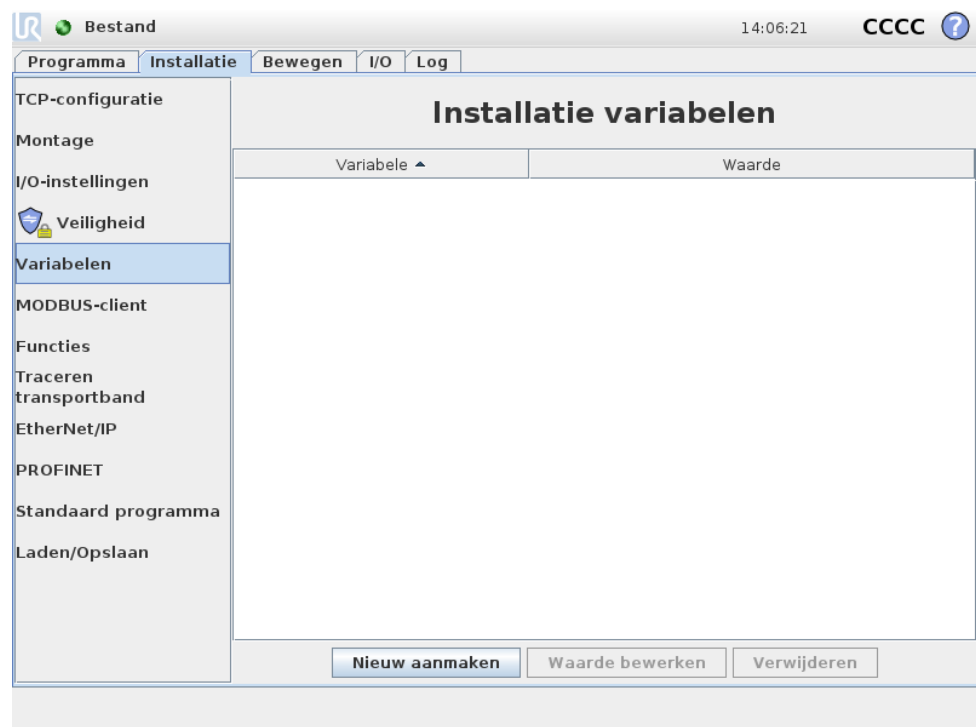 UR Bestand 14:06:21 CCCC ?
Programma Installatie Bewegen I/O Log
TCP-configuratie
Montage
I/O-instellingen
Veiligheid
Variabelen
MODBUS-client
Functies
Traceren
transportband
EtherNet/IP
PROFINET
Standaard programma
Laden/Opslaan
Installatie variabelen
Variabele Waarde
Nieuw aanmaken Waarde bewerken Verwijderen